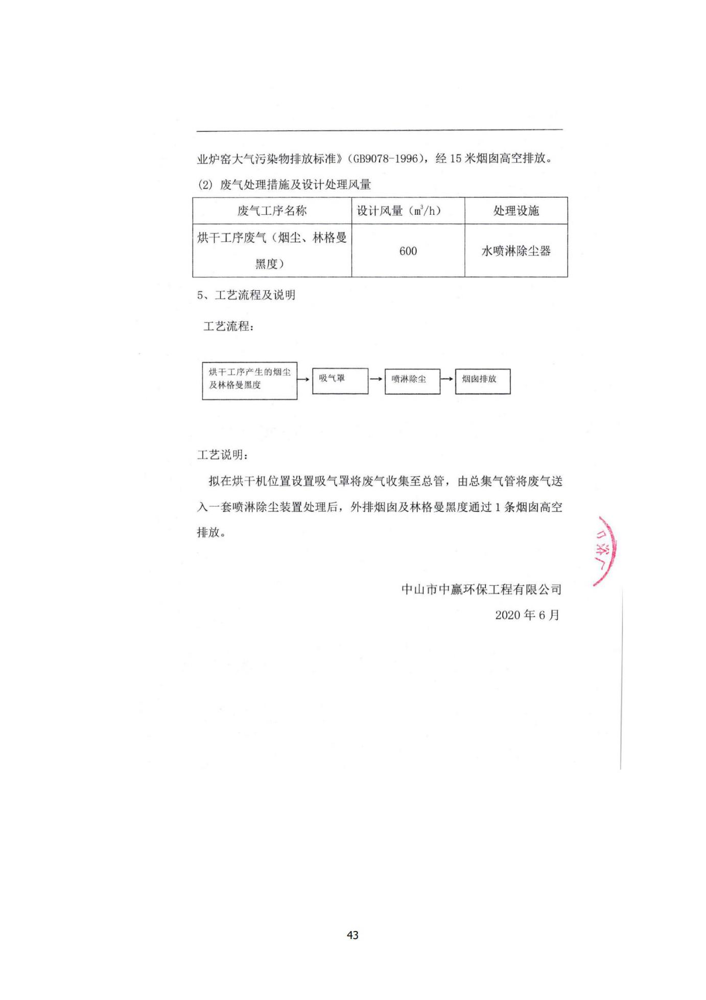 业炉窑大气污染物排放标准》（GB9078-1996），经 15 米烟囱高空排放。
(2) 废气处理措施及设计处理风量
废气工序名称 设计风量（m³/h） 处理设施
烘干工序废气（烟尘、林格曼
黑度） 600 水喷淋除尘器
5、工艺流程及说明
工艺流程：
烘干工序产生的烟尘
及林格曼黑度
吸气罩
喷淋除尘
烟囱排放
工艺说明：
拟在烘干机位置设置吸气罩将废气收集至总管，由总集气管将废气送
入一套喷淋除尘装置处理后，外排烟囱及林格曼黑度通过 1 条烟囱高空
排放。
中山市中赢环保工程有限公司
2020 年 6 月
43